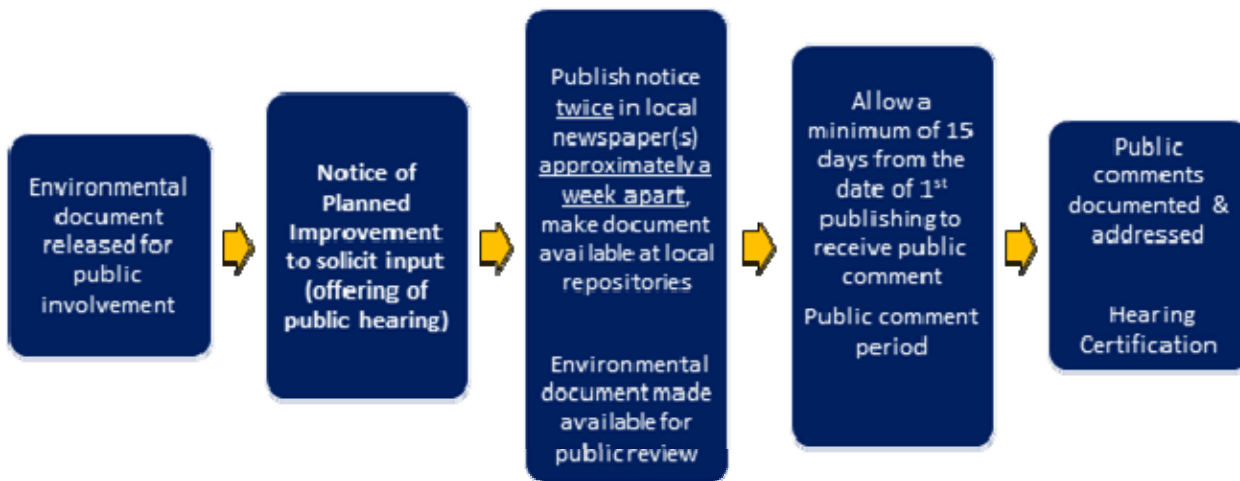 Environmental
document
released for
public
involvement
Notice of
Planned
Improvement
to solicit input
(offering of
public hearing)
Publish notice
twice in local
newspaper(s)
approximately a
week apart,
make document
available at local
repositories
Environmental
document made
available for
public review
Allow a
minimum of 15
days from the
date of 1st
publishing to
receive public
comment
Public comment
period
Public
comments
documented &
addressed
Hearing
Certification